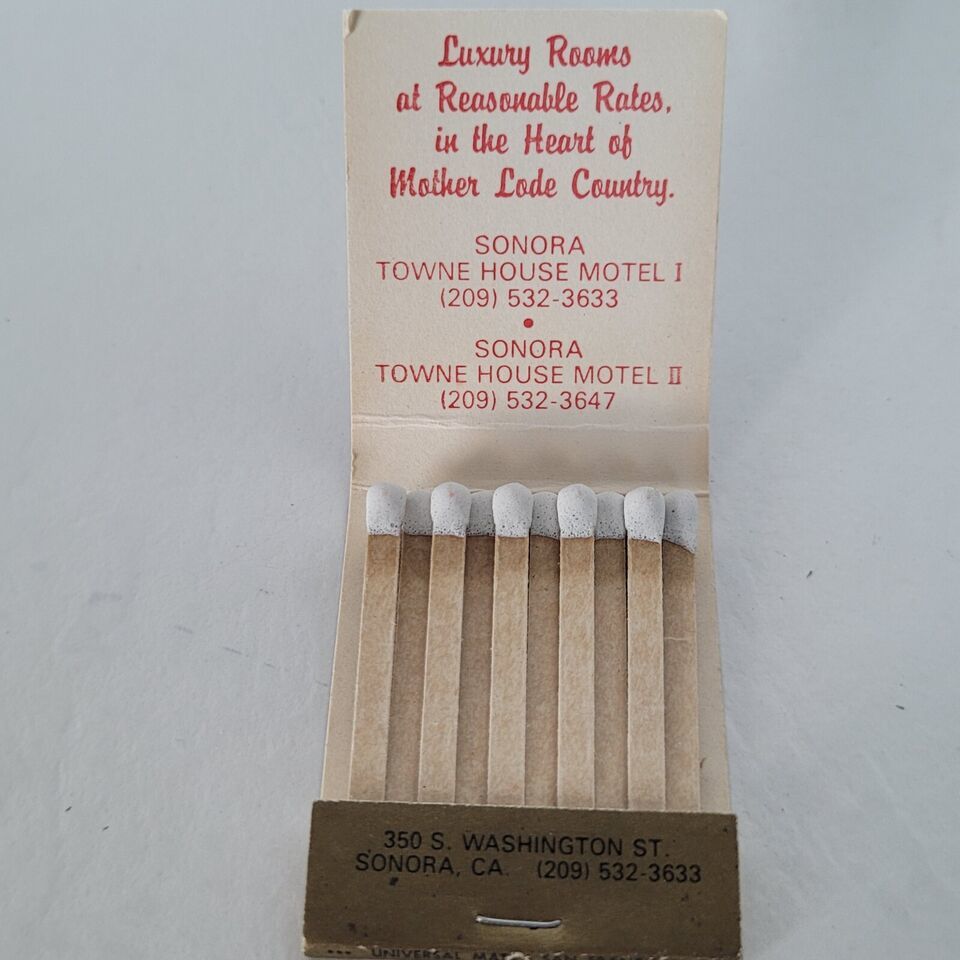 Luxury Rooms
at Reasonable Rates,
in the Heart of
Mother Lode Country.
SONORA
TOWNE HOUSE MOTEL I
(209) 532-3633
•
SONORA
TOWNE HOUSE MOTEL II
(209) 532-3647
350 S. WASHINGTON ST.
SONORA, CA. (209) 532-3633
UNIVERSAL